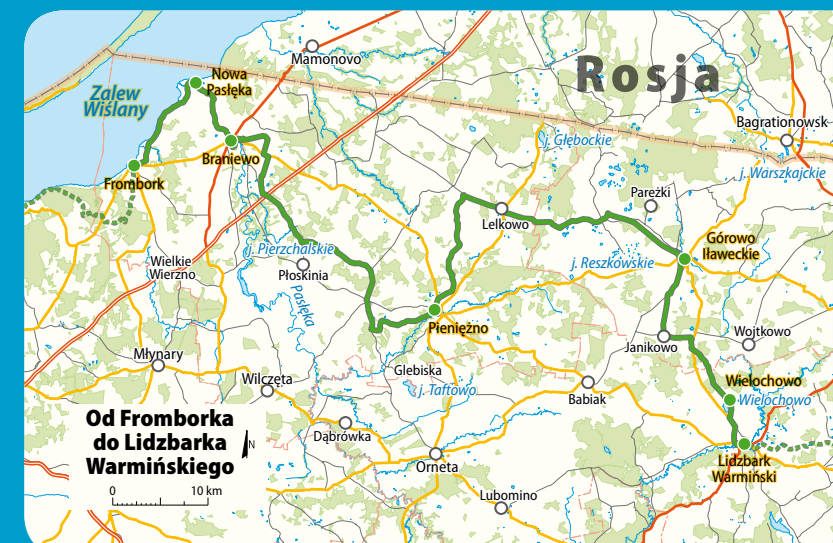 Mamonovo
Rosja
Nowa
Pasłęka
Zalew
Wiślany
Bagrationowsk
j. Głębockie
Braniewo
j. Warszkajckie
Frombork
Pareżki
Lelkowo
Górowo
Iławeckie
j. Pierzchalskie
Wielkie
Wierzno
j. Reszkowskie
Płoskinia
Pasłęka
Pieniężno
Wojtkowo
Janikowo
Młynary
Glebiska
Wilczęta
j. Taftowo
Wielochowo
Babiak
Wielochowo
Od Fromborka
do Lidzbarka
Warmińskiego
N
0 10 km
Dąbrówka
Orneta
Lidzbark
Warmiński
Lubomino